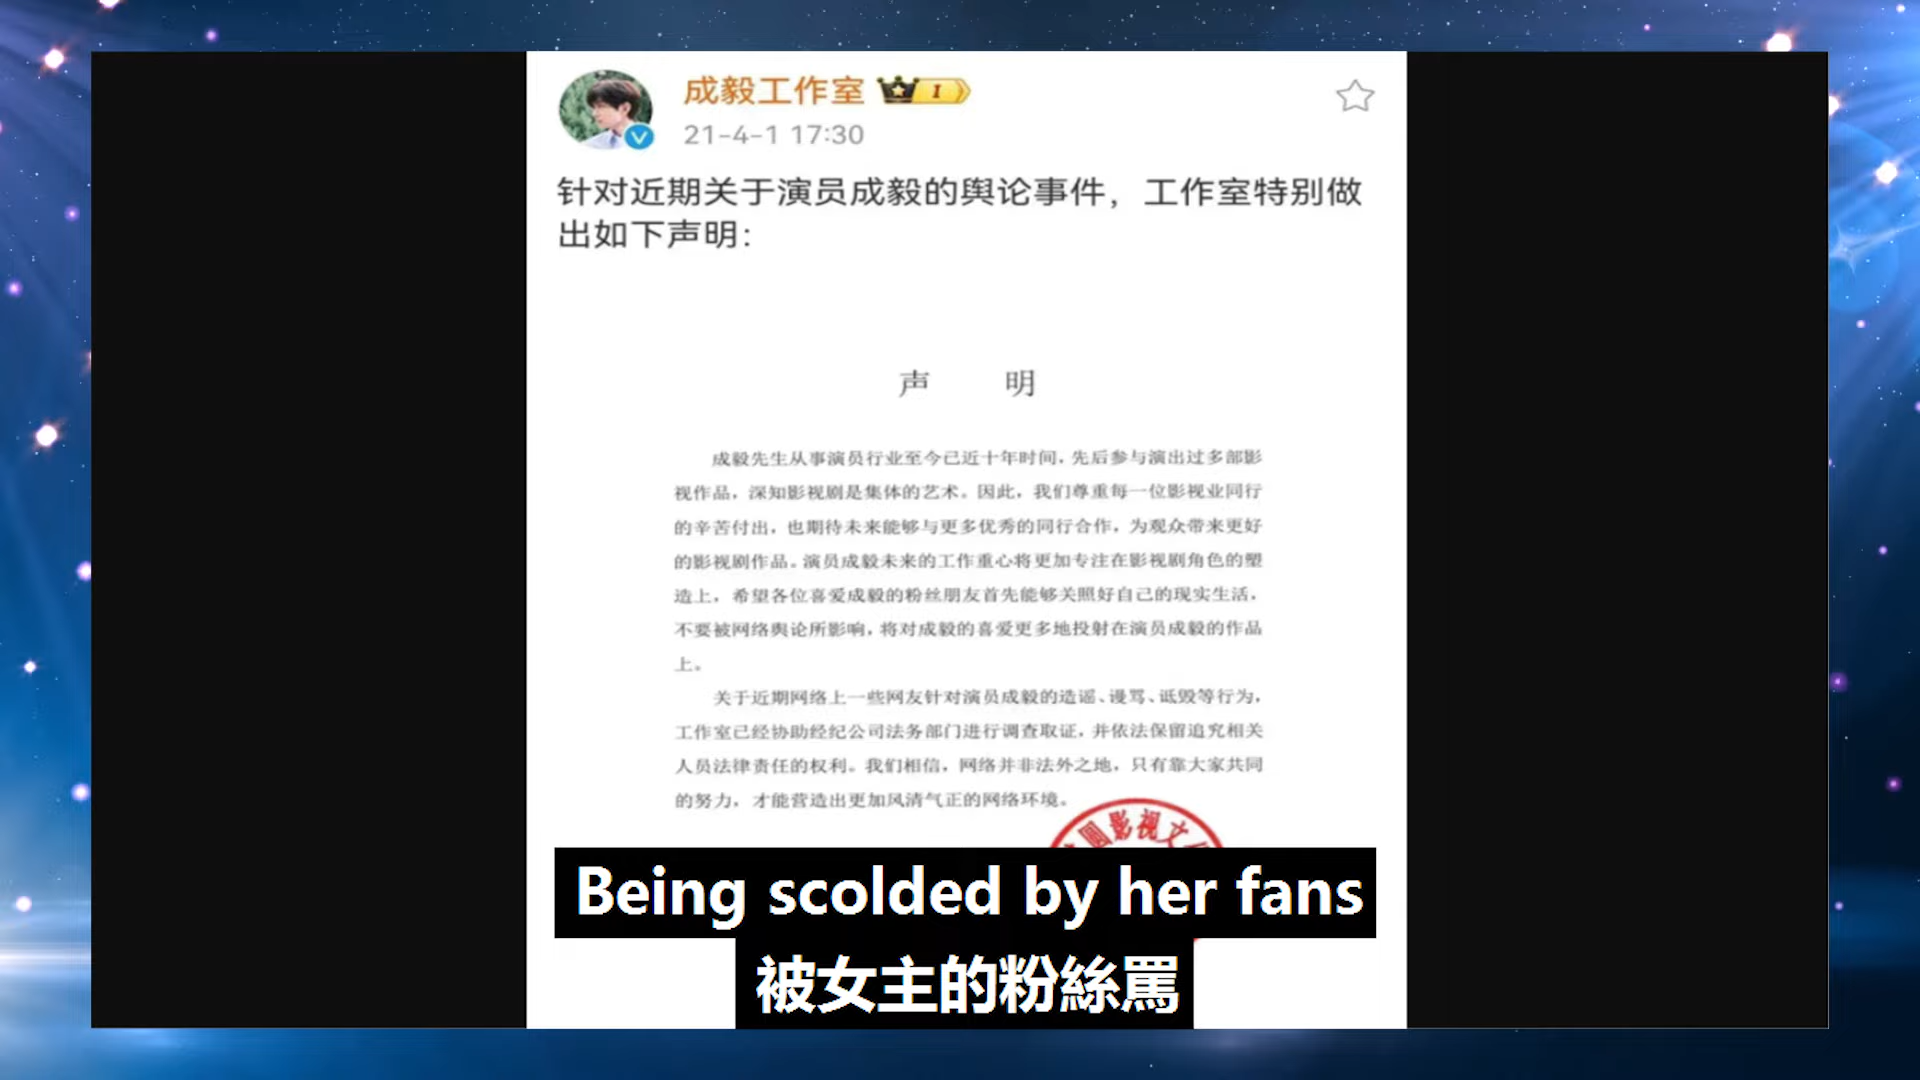 成毅工作室 I
21-4-1 17:30
针对近期关于演员成毅的舆论事件，工作室特别做
出如下声明：
声 明
成毅先生从事演员行业至今已近十年时间，先后参与演出过多部影
视作品，深知影视剧是集体的艺术。因此，我们尊重每一位影视业同行
的辛苦付出，也期待未来能够与更多优秀的同行合作，为观众带来更好
的影视剧作品。演员成毅未来的工作重心将更加专注在影视剧角色的塑
造上，希望各位喜爱成毅的粉丝朋友首先能够关照好自己的现实生活，
不要被网络舆论所影响，将对成毅的喜爱更多地投射在演员成毅的作品
上。
关于近期网络上一些网友针对演员成毅的造谣、谩骂、诋毁等行为，
工作室已经协助经纪公司法务部门进行调查取证，并依法保留追究相关
人员法律责任的权利。我们相信，网络并非法外之地，只有靠大家共同
的努力，才能营造出更加风清气正的网络环境。
圆影视文
Being scolded by her fans
被女主的粉絲罵